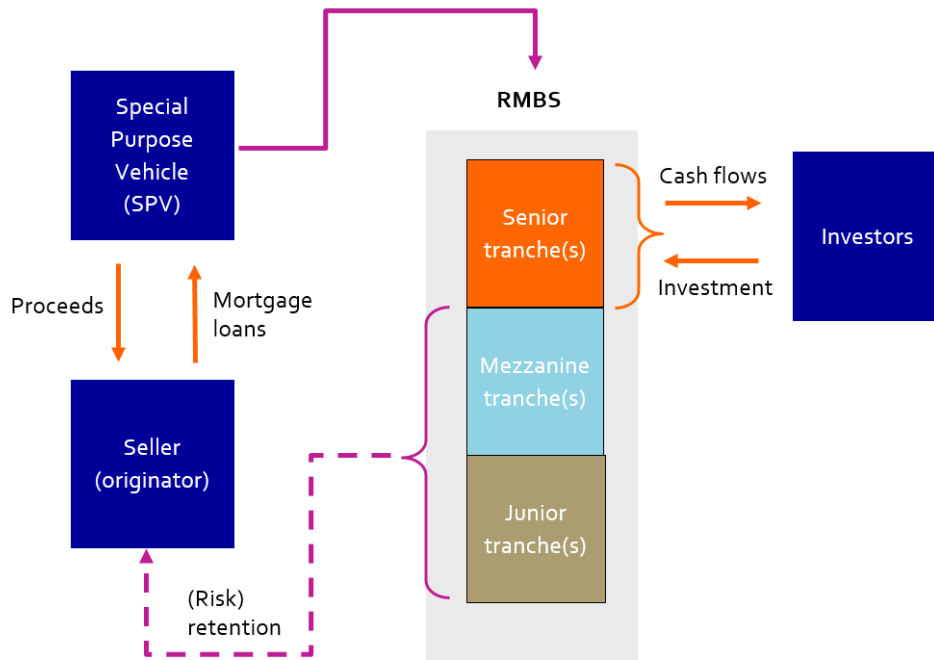 RMBS
Special
Purpose
Vehicle
(SPV)
Senior
tranche(s)
Cash flows
Investment
Investors
Proceeds
Mortgage
loans
Mezzanine
tranche(s)
Seller
(originator)
Junior
tranche(s)
(Risk)
retention